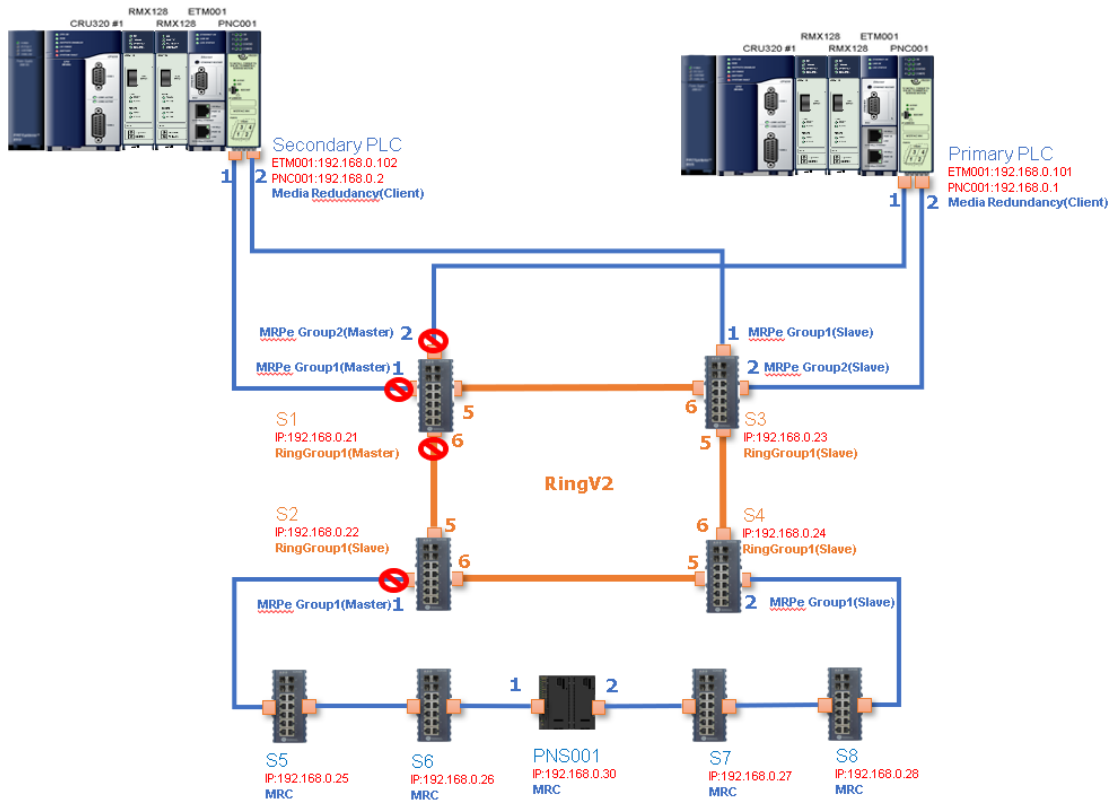 RMX128 ETM001
CRU320 #1 RMX128 PNC001
RMX128 ETM001
CRU320 #1 RMX128 PNC001
Secondary PLC
ETM001:192.168.0.102
PNC001:192.168.0.2
Media Redudancy(Client)
1 2
Primary PLC
ETM001:192.168.0.101
PNC001:192.168.0.1
Media Redundancy(Client)
1 2
MRPe Group2(Master) 2
MRPe Group1(Master) 1
1 MRPe Group1(Slave)
2 MRPe Group2(Slave)
5
6
6
5
S1
IP:192.168.0.21
RingGroup1(Master)
S3
IP:192.168.0.23
RingGroup1(Slave)
RingV2
S2
IP:192.168.0.22
RingGroup1(Slave)
5
6
S4
IP:192.168.0.24
RingGroup1(Slave)
6
5
MRPe Group1(Master) 1
2 MRPe Group1(Slave)
1 2
S5
IP:192.168.0.25
MRC
S6
IP:192.168.0.26
MRC
PNS001
IP:192.168.0.30
MRC
S7
IP:192.168.0.27
MRC
S8
IP:192.168.0.28
MRC